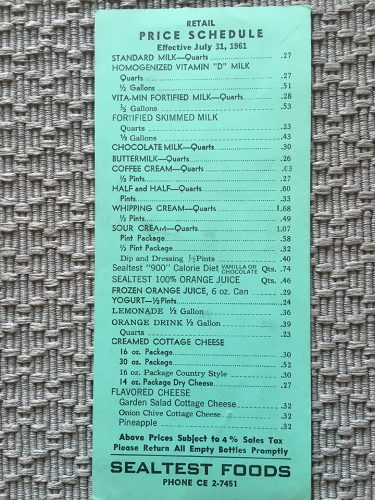 RETAIL
PRICE SCHEDULE
Effective July 31, 1961
STANDARD MILK—Quarts .27
HOMOGENIZED VITAMIN "D" MILK
Quarts .27
½ Gallons .51
VITA-MIN FORTIFIED MILK—Quarts .28
½ Gallons .53
FORTIFIED SKIMMED MILK
Quarts .23
½ Gallons .43
CHOCOLATE MILK—Quarts .30
BUTTERMILK—Quarts .26
COFFEE CREAM—Quarts
½ Pints .27
HALF and HALF—Quarts .60
Pints .33
WHIPPING CREAM—Quarts 1.68
½ Pints .49
SOUR CREAM—Quarts 1.07
Pint Package .58
½ Pint Package .32
Dip and Dressing ½ Pints .40
Sealtest "900" Calorie Diet VANILLA OR CHOCOLATE Qts. .74
SEALTEST 100% ORANGE JUICE Qts. .46
FROZEN ORANGE JUICE, 6 oz. Can .29
YOGURT—½ Pints .24
LEMONADE ½ Gallon .36
ORANGE DRINK ½ Gallon .39
Quarts .23
CREAMED COTTAGE CHEESE
16 oz. Package .30
30 oz. Package .52
16 oz. Package Country Style .30
14 oz. Package Dry Cheese .27
FLAVORED CHEESE
Garden Salad Cottage Cheese .32
Onion Chive Cottage Cheese .32
Pineapple .32
Above Prices Subject to 4% Sales Tax
Please Return All Empty Bottles Promptly
SEALTEST FOODS
PHONE CE 2-7451